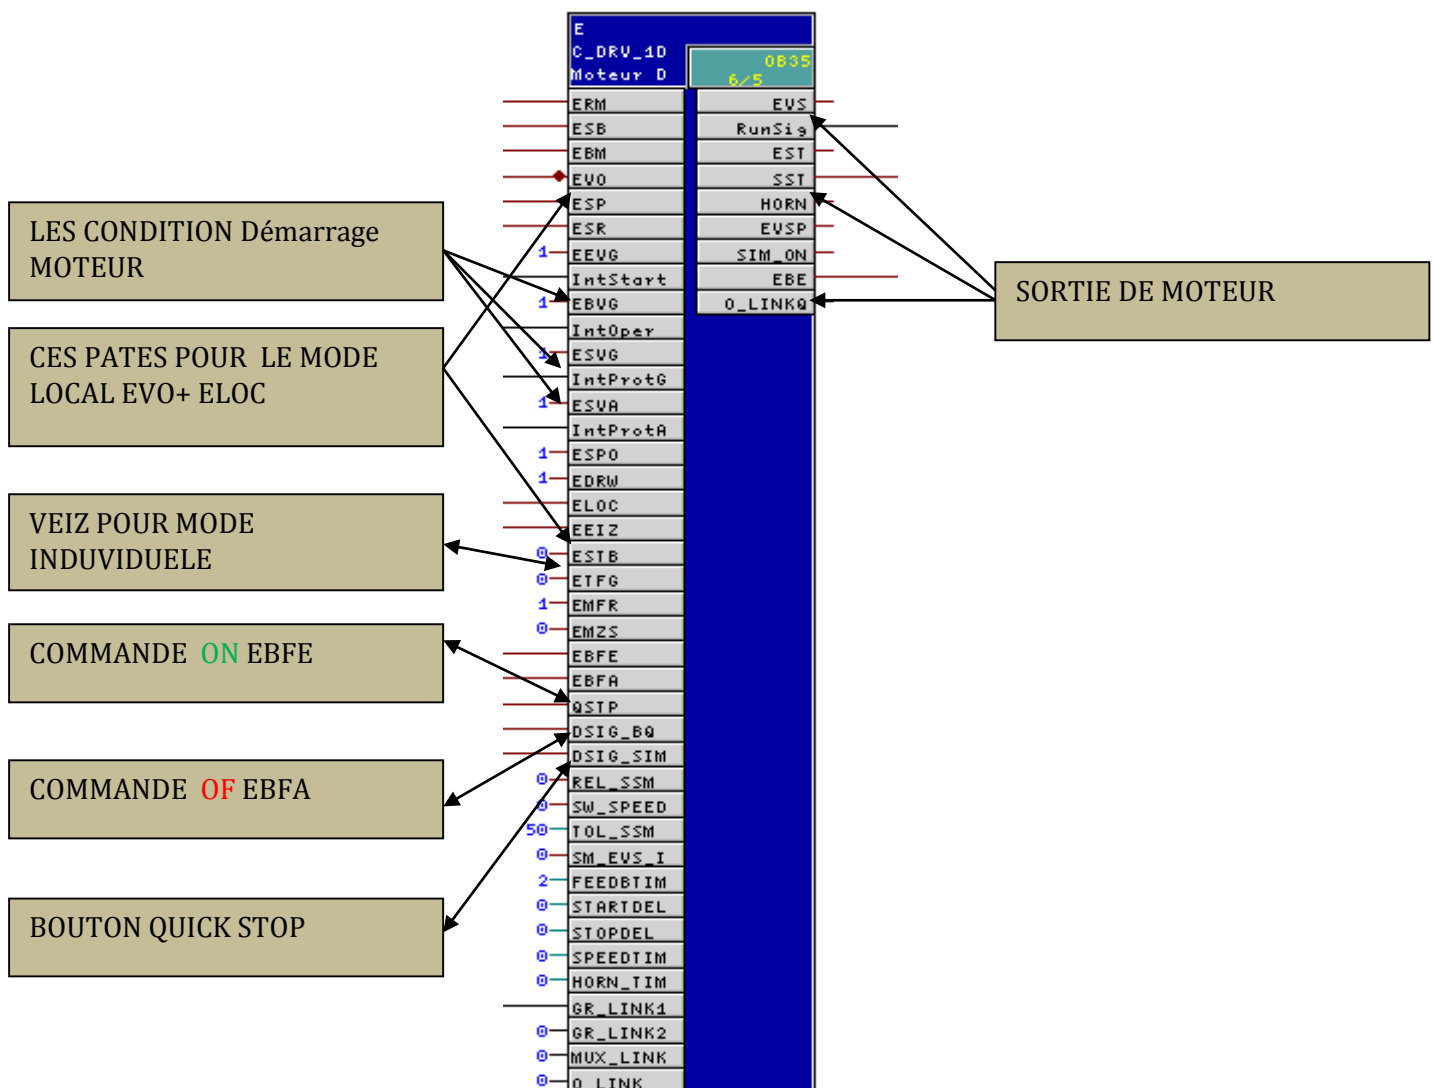 E
C_DRV_1D
Moteur D
OB35
6/5
ERM
ESB
EBM
EVO
ESP
ESR
1 EEVG
IntStart
1 EBVG
IntOper
1 ESVG
IntProtG
1 ESVA
IntProtA
1 ESPO
1 EDRW
ELOC
EEIZ
0 ESTB
0 ETFG
1 EMFR
0 EMZS
EBFE
EBFA
QSTP
DSIG_BQ
DSIG_SIM
0 REL_SSM
0 SW_SPEED
50 TOL_SSM
0 SM_EVS_I
2 FEEDBTIM
0 STARTDEL
0 STOPDEL
0 SPEEDTIM
0 HORN_TIM
GR_LINK1
0 GR_LINK2
0 MUX_LINK
0 O_LINK
EVS
RunSig
EST
SST
HORN
EVSP
SIM_ON
EBE
O_LINKQ
LES CONDITION Démarrage
MOTEUR
CES PATES POUR LE MODE
LOCAL EVO+ ELOC
VEIZ POUR MODE
INDUVIDUELE
COMMANDE ON EBFE
COMMANDE OF EBFA
BOUTON QUICK STOP
SORTIE DE MOTEUR